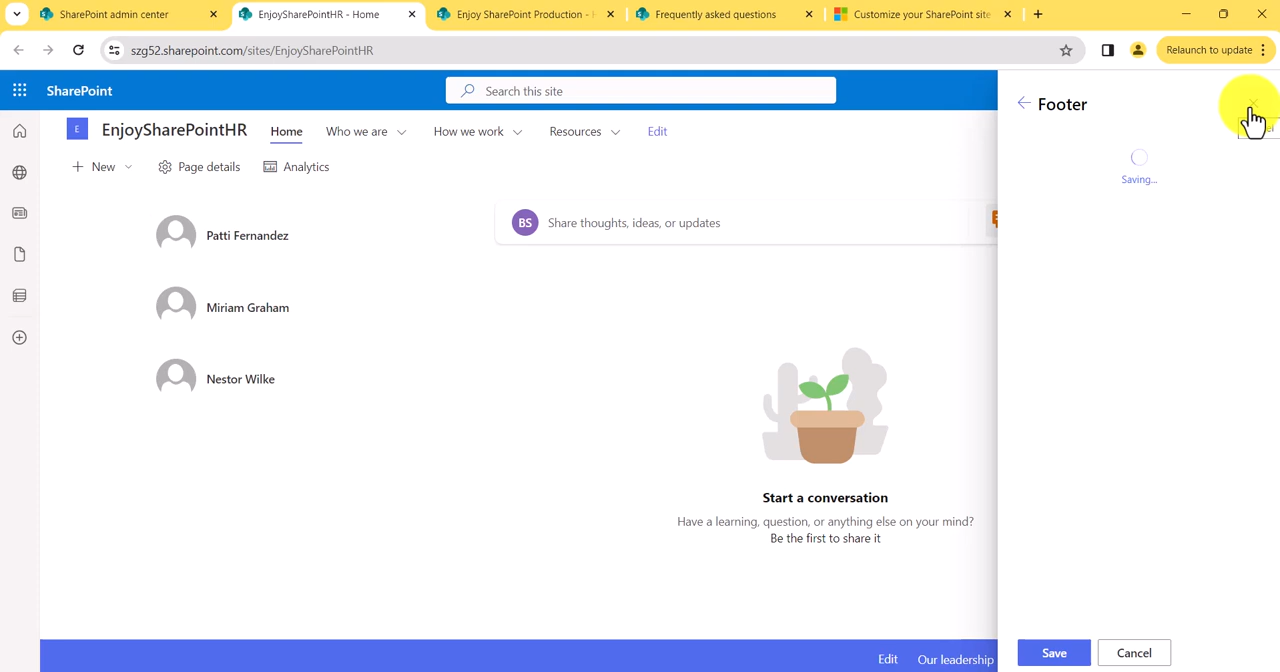 SharePoint admin center
EnjoySharePointHR - Home
Enjoy SharePoint Production -
Frequently asked questions
Customize your SharePoint site
szg52.sharepoint.com/sites/EnjoySharePointHR
Relaunch to update
SharePoint
Search this site
E
EnjoySharePointHR
Home
Who we are
How we work
Resources
Edit
New
Page details
Analytics
Patti Fernandez
Miriam Graham
Nestor Wilke
BS
Share thoughts, ideas, or updates
Start a conversation
Have a learning, question, or anything else on your mind?
Be the first to share it
Edit
Our leadership
Footer
Saving...
Save
Cancel